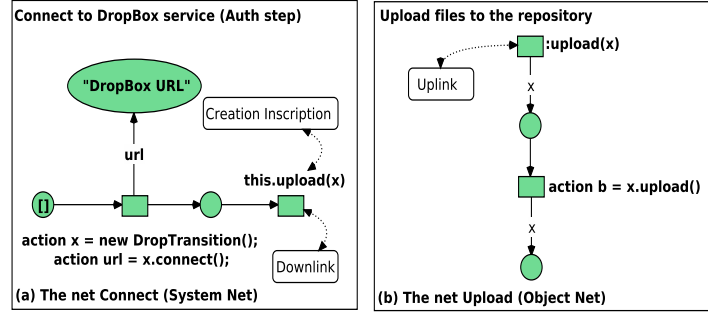 Connect to DropBox service (Auth step)
"DropBox URL"
Creation Inscription
url
this.upload(x)
[]
action x = new DropTransition();
action url = x.connect();
Downlink
(a) The net Connect (System Net)
Upload files to the repository
:upload(x)
Uplink
x
action b = x.upload()
x
(b) The net Upload (Object Net)